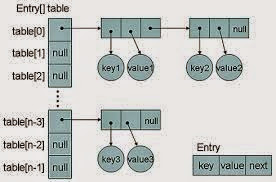 Entry[] table
table[0]
null
table[1] null
key1 value1 key2 value2
table[2] null
table[n-3] null
table[n-2] null
key3 value3
Entry
table[n-1] null
key value next